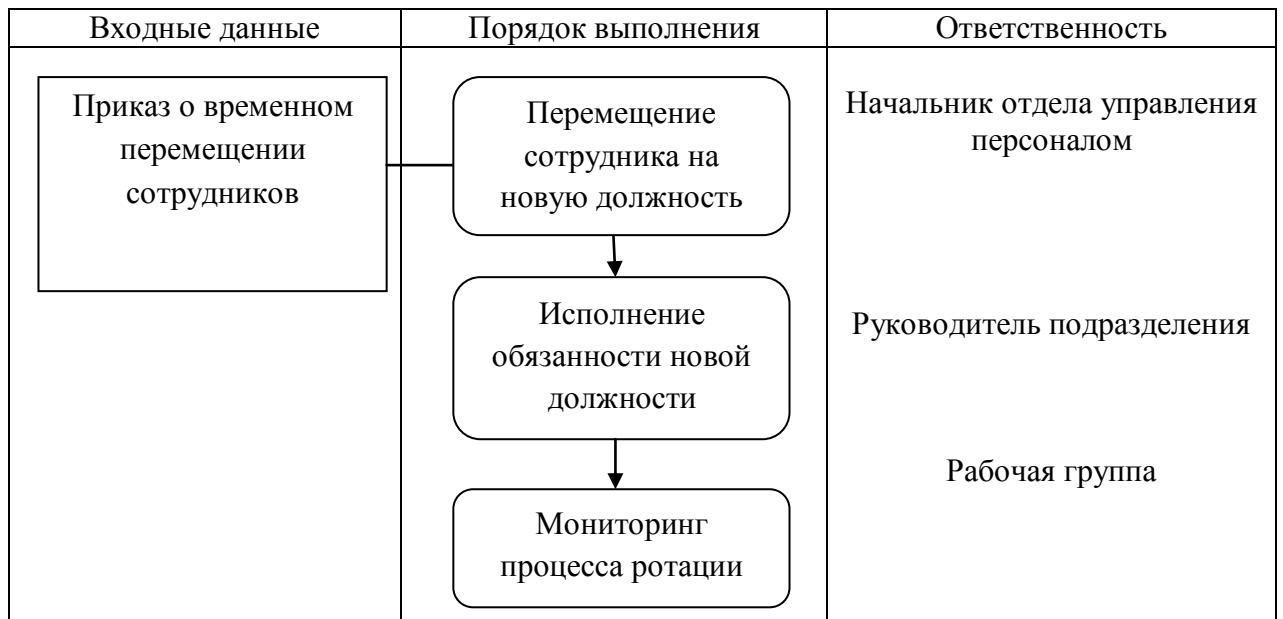 Входные данные
Порядок выполнения
Ответственность
Приказ о временном
перемещении
сотрудников
Перемещение
сотрудника на
новую должность
Начальник отдела управления
персоналом
Исполнение
обязанности новой
должности
Руководитель подразделения
Мониторинг
процесса ротации
Рабочая группа